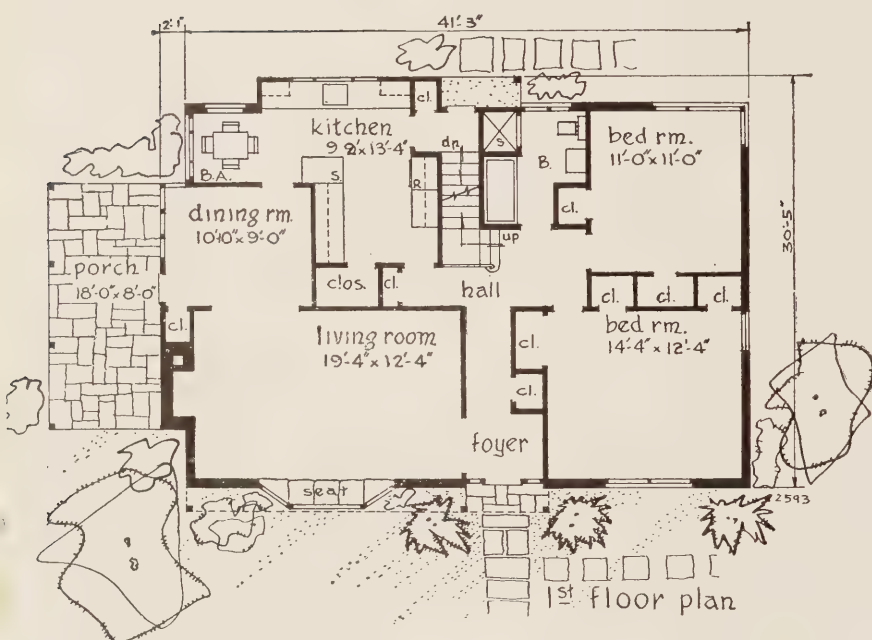 2'-1"
41'-3"
cl.
kitchen
9'-2"x13'-4"
B.A.
S.
R.
dn
S
B.
bed rm.
11'-0"x11'-0"
cl.
dining rm.
10'-0"x9'-0"
up
30'-5"
porch
18'-0"x8'-0"
clos.
cl.
hall
cl.
cl.
cl.
cl.
living room
19'-4"x12'-4"
cl.
bed rm.
14'-4"x12'-4"
cl.
foyer
seat
2593
1st floor plan